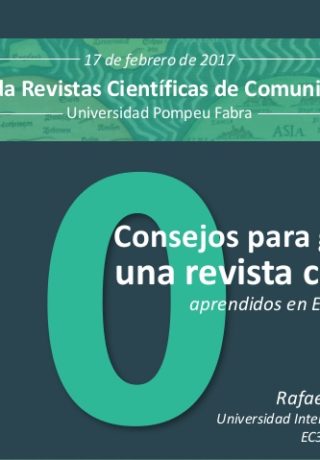 17 de febrero de 2017
la Revistas Científicas de Comuni
Universidad Pompeu Fabra
ASIA
0
Consejos para g
una revista c
aprendidos en E
Rafae
Universidad Inte
EC3